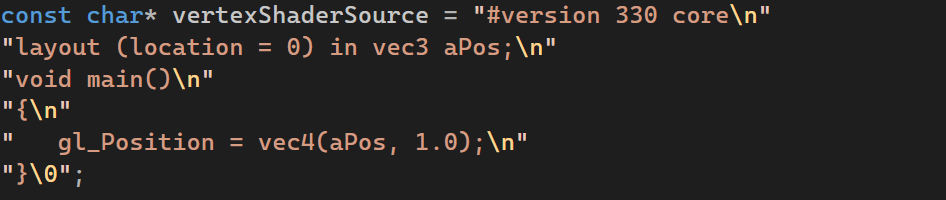 const char* vertexShaderSource = "#version 330 core\n"
"layout (location = 0) in vec3 aPos;\n"
"void main()\n"
"{\n"
"   gl_Position = vec4(aPos, 1.0);\n"
"}\0";